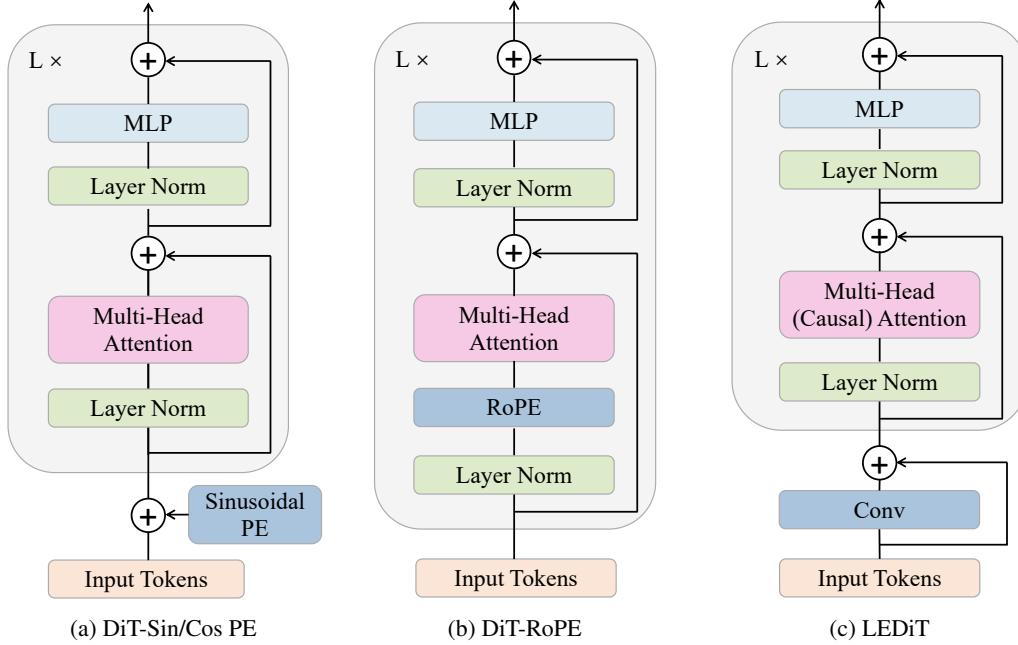 L ×
MLP
Layer Norm
Multi-Head
Attention
Layer Norm
Sinusoidal
PE
Input Tokens
(a) DiT-Sin/Cos PE
L ×
MLP
Layer Norm
Multi-Head
Attention
RoPE
Layer Norm
Input Tokens
(b) DiT-RoPE
L ×
MLP
Layer Norm
Multi-Head
(Causal) Attention
Layer Norm
Conv
Input Tokens
(c) LEDiT